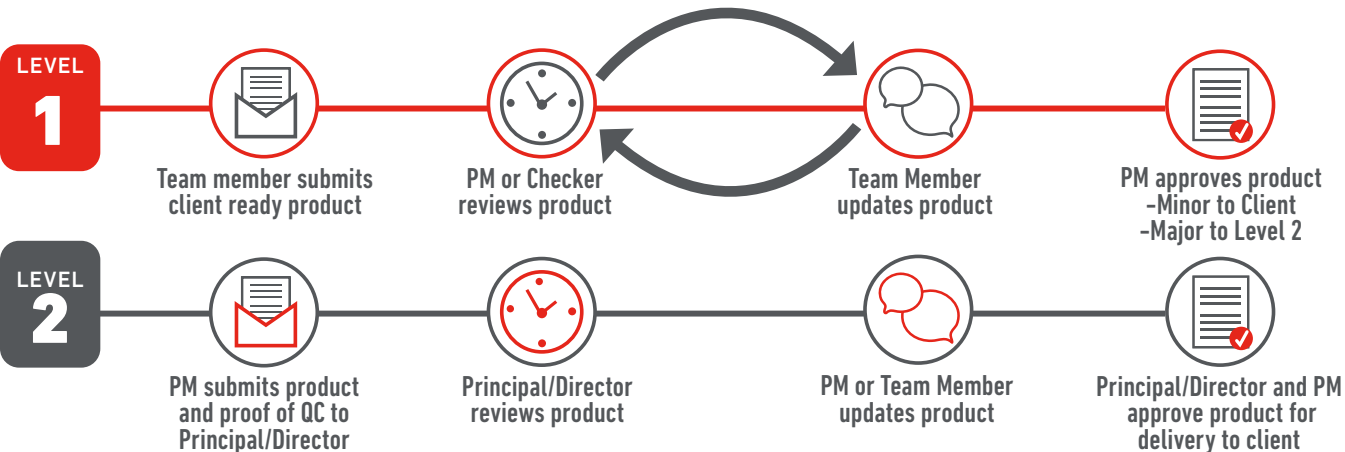 LEVEL
1
Team member submits
client ready product
PM or Checker
reviews product
Team Member
updates product
PM approves product
-Minor to Client
-Major to Level 2
LEVEL
2
PM submits product
and proof of QC to
Principal/Director
Principal/Director
reviews product
PM or Team Member
updates product
Principal/Director and PM
approve product for
delivery to client